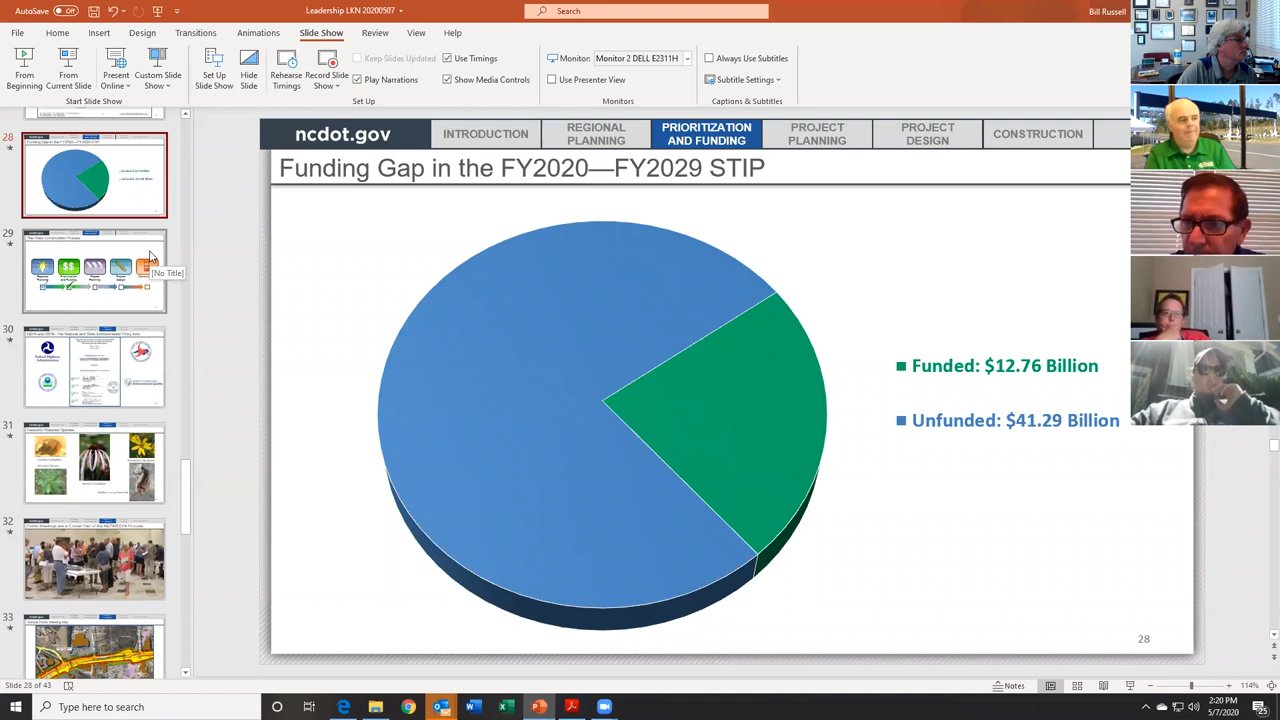 AutoSave Off
Leadership LKN 20200507
Search
Bill Russell
File Home Insert Design Transitions Animations Slide Show Review View Help
From Beginning
From Current Slide
Present Online
Custom Slide Show
Set Up Slide Show
Hide Slide
Rehearse Timings
Record Slide Show
Keep Slides Updated
Play Narrations
Use Timings
Show Media Controls
Monitor: Monitor 2 DELL E2311H
Use Presenter View
Always Use Subtitles
Subtitle Settings
Start Slide Show
Set Up
Monitors
Captions & Subtitles
28
29
[No Title]
30
31
32
33
ncdot.gov
INTRODUCTION
REGIONAL PLANNING
PRIORITIZATION AND FUNDING
PROJECT PLANNING
PROJECT DESIGN
CONSTRUCTION
Funding Gap in the FY2020—FY2029 STIP
Funded: $12.76 Billion
Unfunded: $41.29 Billion
28
Slide 28 of 43
Notes
114%
Type here to search
2:20 PM
5/7/2020
25